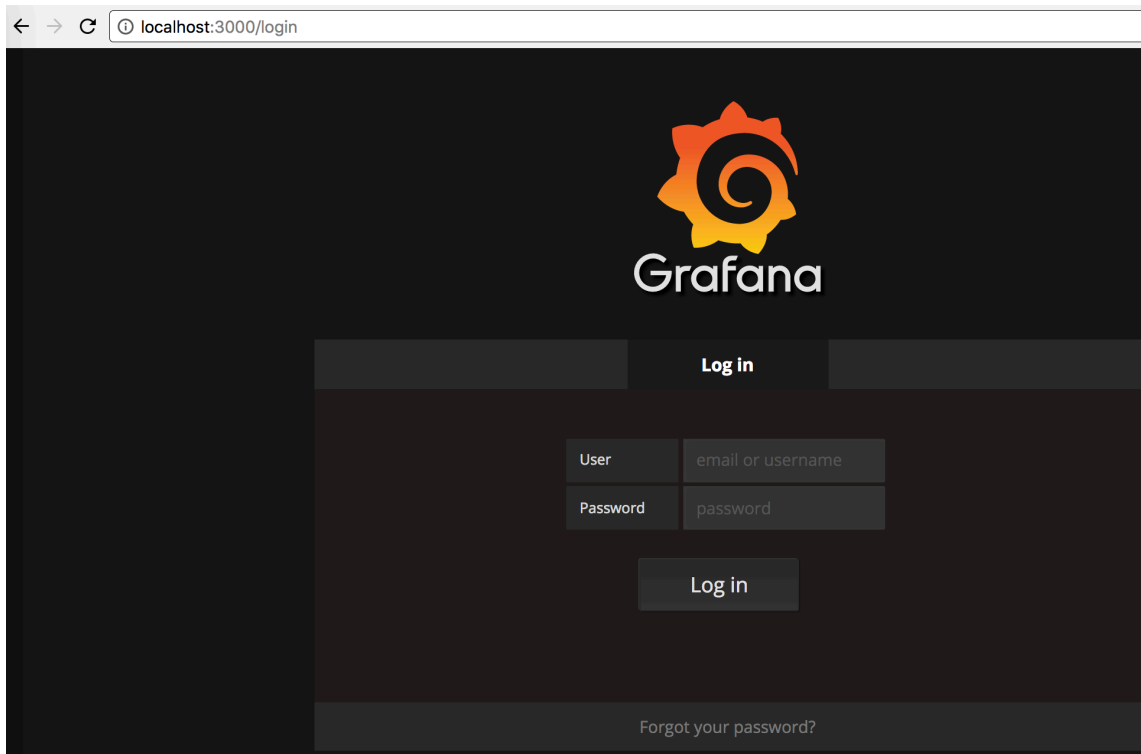 localhost:3000/login
Grafana
Log in
User email or username
Password password
Log in
Forgot your password?